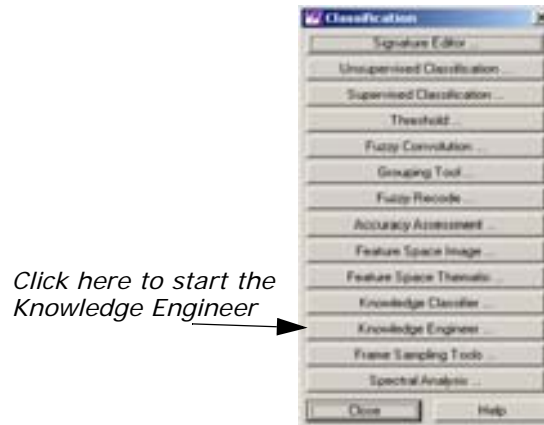 Classification
Signature Editor ...
Unsupervised Classification ...
Supervised Classification ...
Threshold ...
Fuzzy Convolution ...
Grouping Tool ...
Fuzzy Recode ...
Accuracy Assessment ...
Feature Space Image ...
Feature Space Thematic ...
Knowledge Classifier ...
Click here to start the
Knowledge Engineer
Knowledge Engineer ...
Frame Sampling Tools ...
Spectral Analysis ...
Close Help